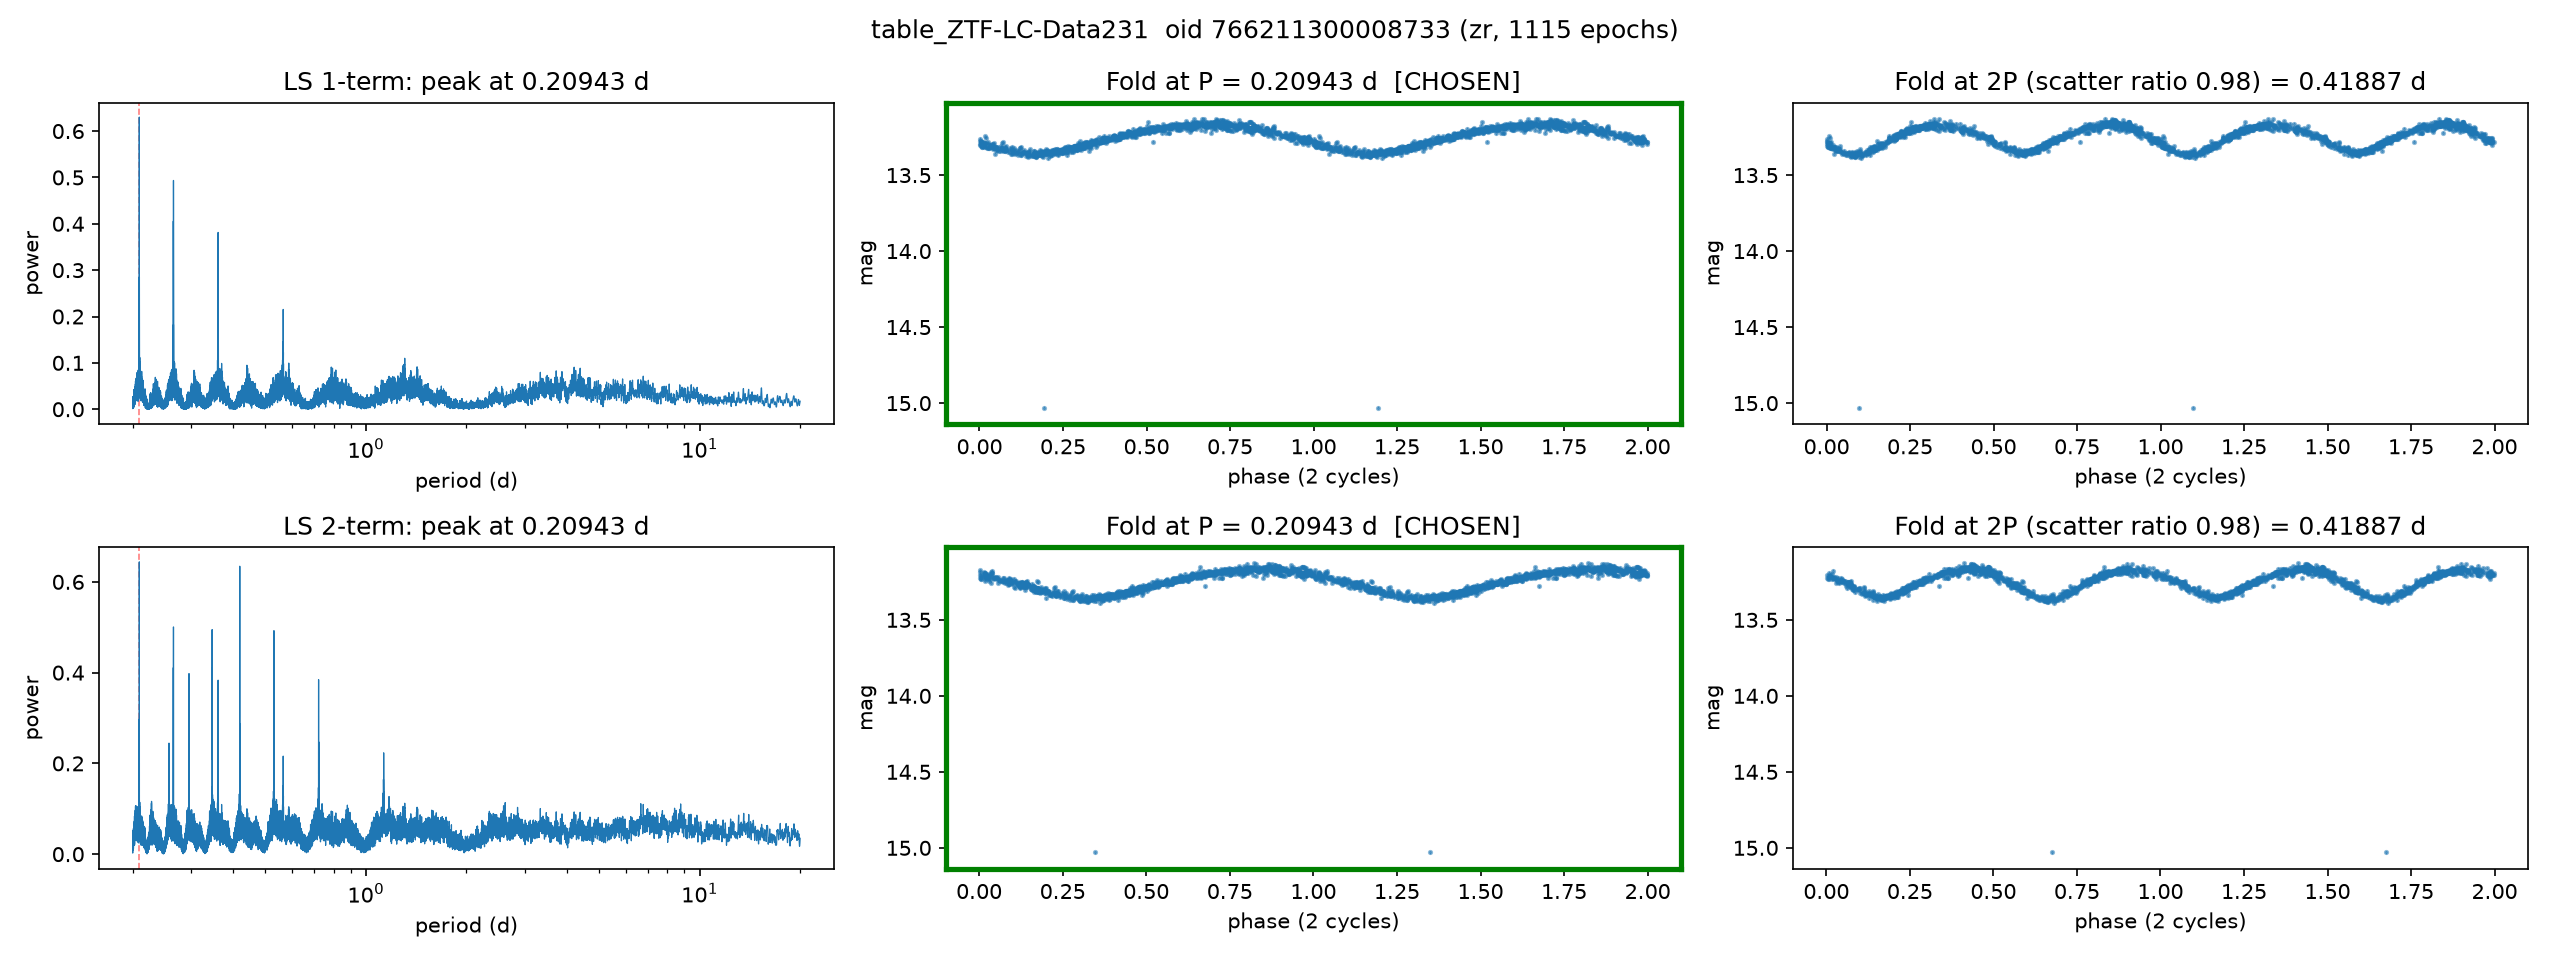 table_ZTF-LC-Data231  oid 766211300008733 (zr, 1115 epochs)
LS 1-term: peak at 0.20943 d
power
0.6
0.5
0.4
0.3
0.2
0.1
0.0
10⁰
10¹
period (d)
Fold at P = 0.20943 d  [CHOSEN]
mag
13.5
14.0
14.5
15.0
0.00 0.25 0.50 0.75 1.00 1.25 1.50 1.75 2.00
phase (2 cycles)
Fold at 2P (scatter ratio 0.98) = 0.41887 d
mag
13.5
14.0
14.5
15.0
0.00 0.25 0.50 0.75 1.00 1.25 1.50 1.75 2.00
phase (2 cycles)
LS 2-term: peak at 0.20943 d
power
0.6
0.4
0.2
0.0
10⁰
10¹
period (d)
Fold at P = 0.20943 d  [CHOSEN]
mag
13.5
14.0
14.5
15.0
0.00 0.25 0.50 0.75 1.00 1.25 1.50 1.75 2.00
phase (2 cycles)
Fold at 2P (scatter ratio 0.98) = 0.41887 d
mag
13.5
14.0
14.5
15.0
0.00 0.25 0.50 0.75 1.00 1.25 1.50 1.75 2.00
phase (2 cycles)